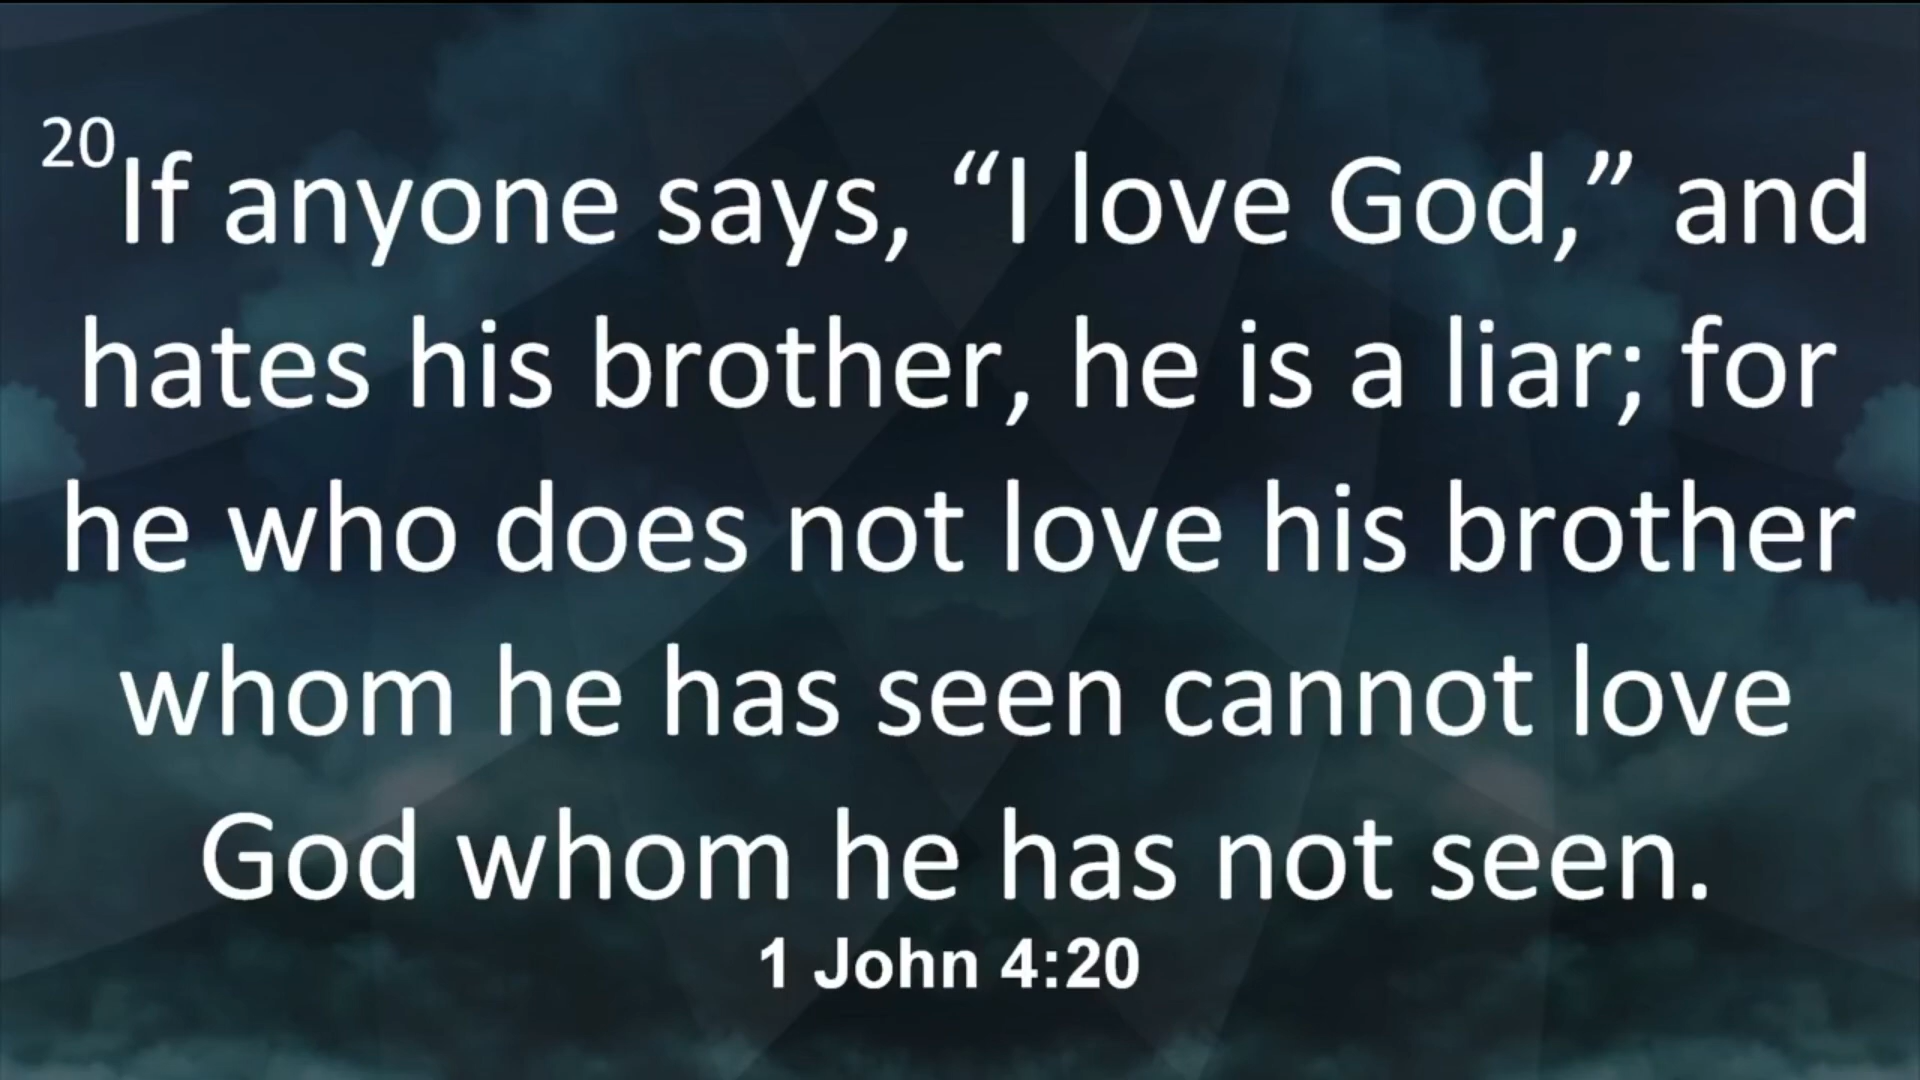 20If anyone says, “I love God,” and
hates his brother, he is a liar; for
he who does not love his brother
whom he has seen cannot love
God whom he has not seen.
1 John 4:20